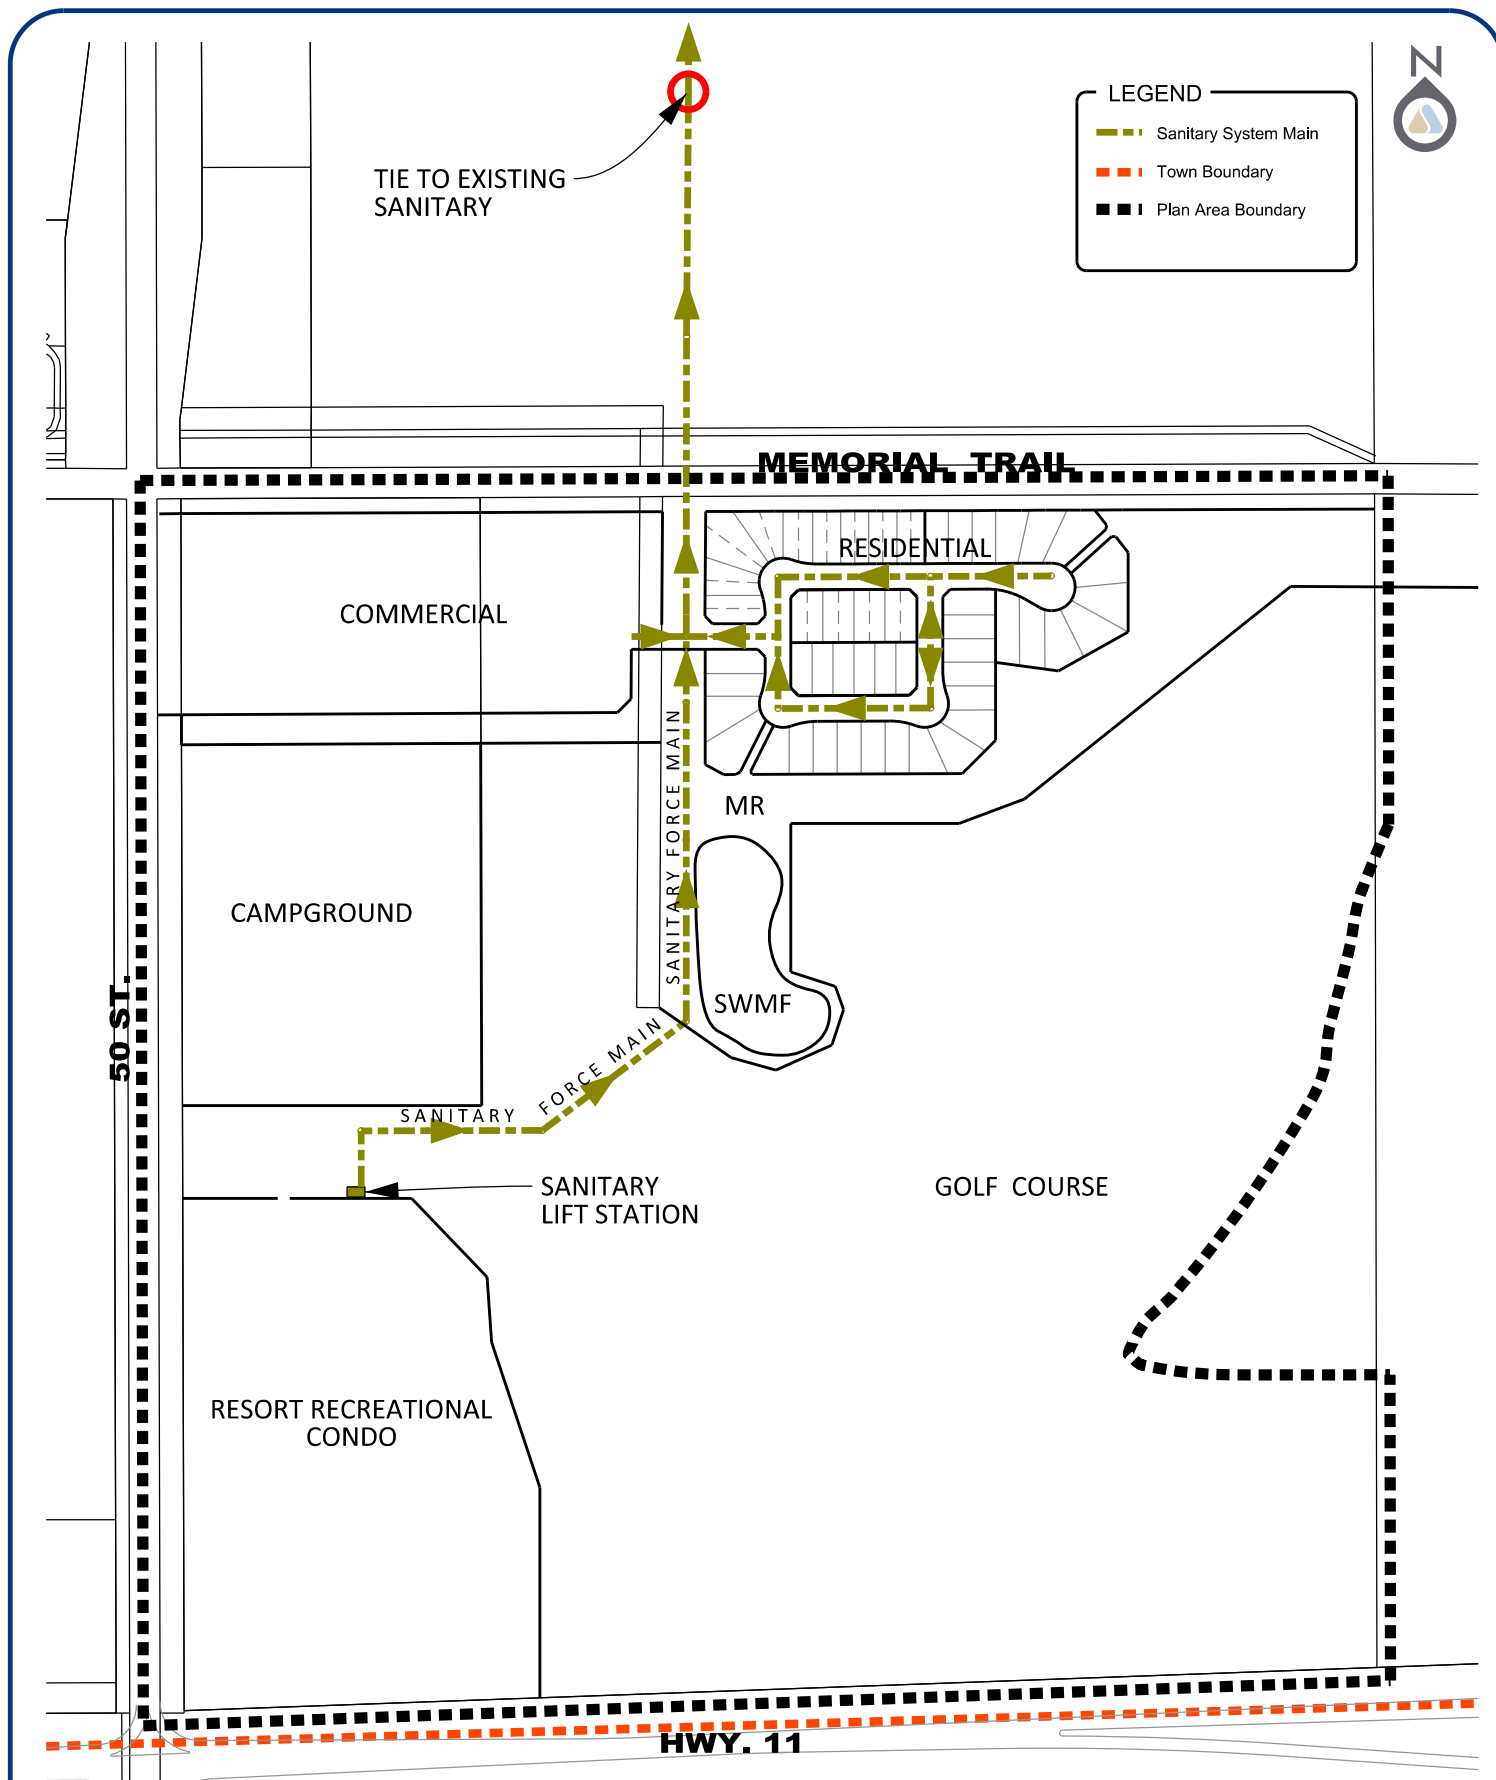 N
LEGEND
Sanitary System Main
Town Boundary
Plan Area Boundary
TIE TO EXISTING
SANITARY
MEMORIAL TRAIL
RESIDENTIAL
COMMERCIAL
SANITARY FORCE MAIN
MR
CAMPGROUND
SWMF
50 ST.
SANITARY FORCE MAIN
SANITARY
LIFT STATION
GOLF COURSE
RESORT RECREATIONAL
CONDO
HWY. 11